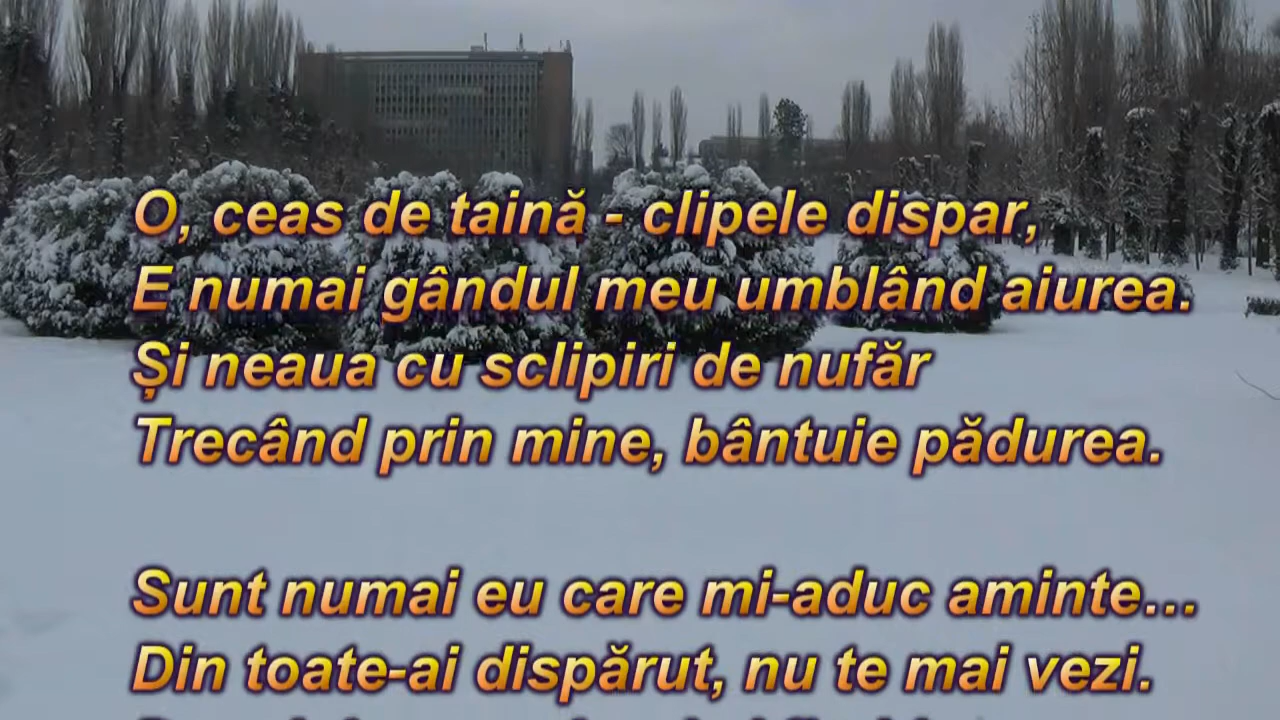 O, ceas de taină - clipele dispar,
E numai gândul meu umblând aiurea.
Și neaua cu sclipiri de nufăr
Trecând prin mine, bântuie pădurea.
Sunt numai eu care mi-aduc aminte...
Din toate-ai dispărut, nu te mai vezi.